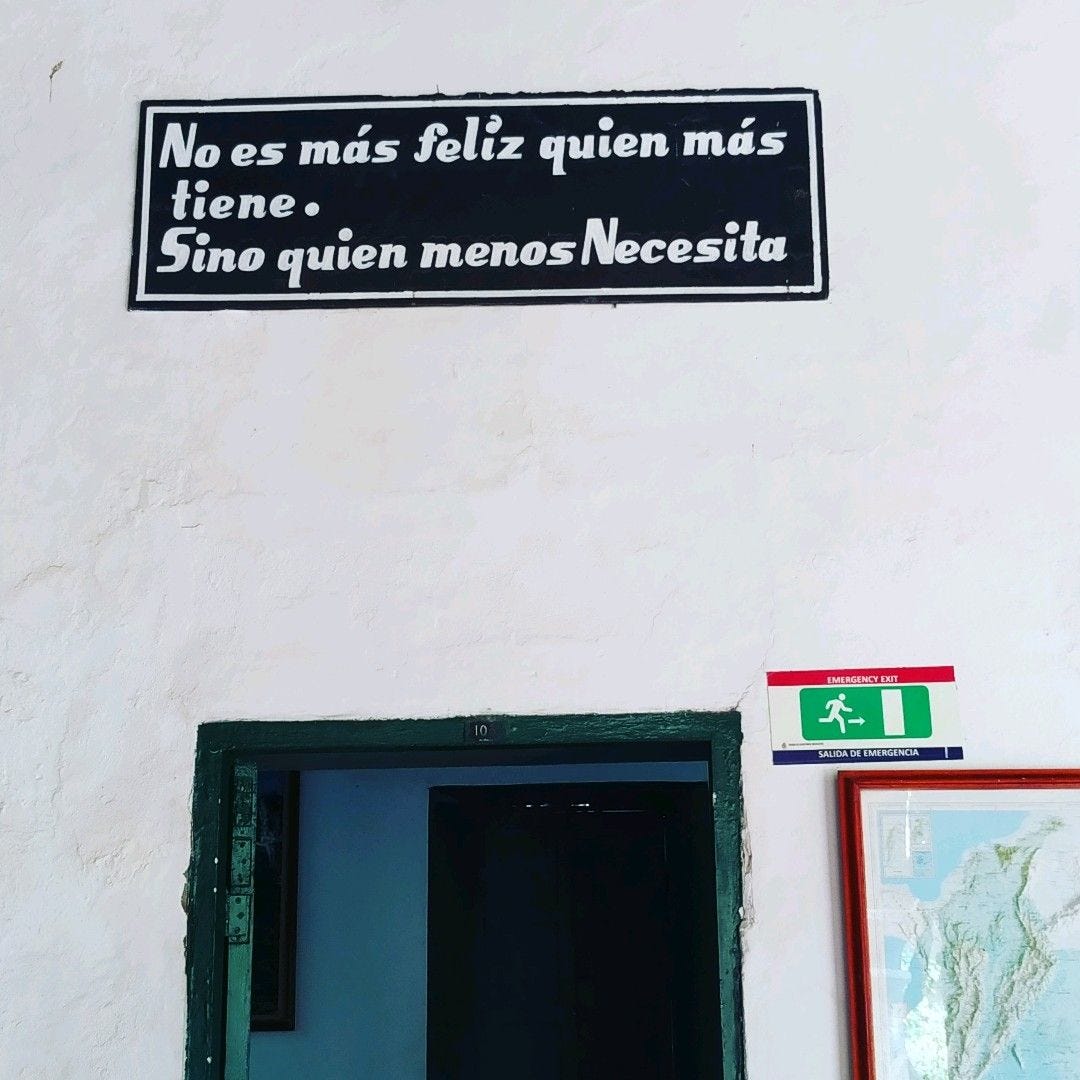 No es más feliz quien más
tiene.
Sino quien menos Necesita
EMERGENCY EXIT
SALIDA DE EMERGENCIA
10